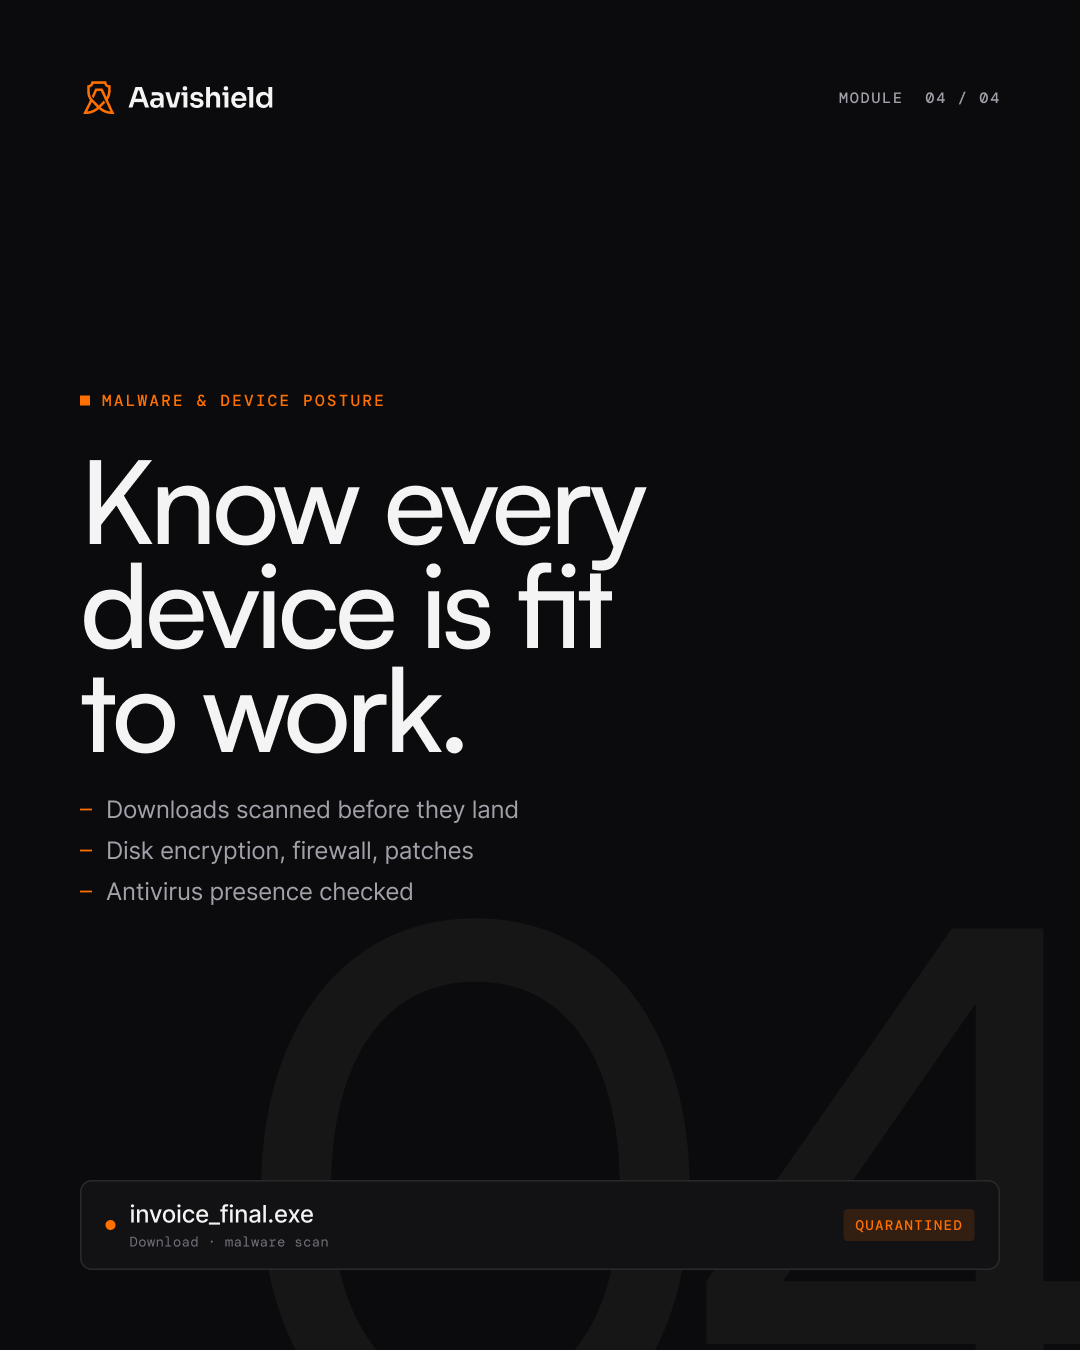 Aavishield
MODULE 04 / 04
MALWARE & DEVICE POSTURE
Know every
device is fit
to work.
– Downloads scanned before they land
– Disk encryption, firewall, patches
– Antivirus presence checked
04
invoice_final.exe
Download · malware scan
QUARANTINED